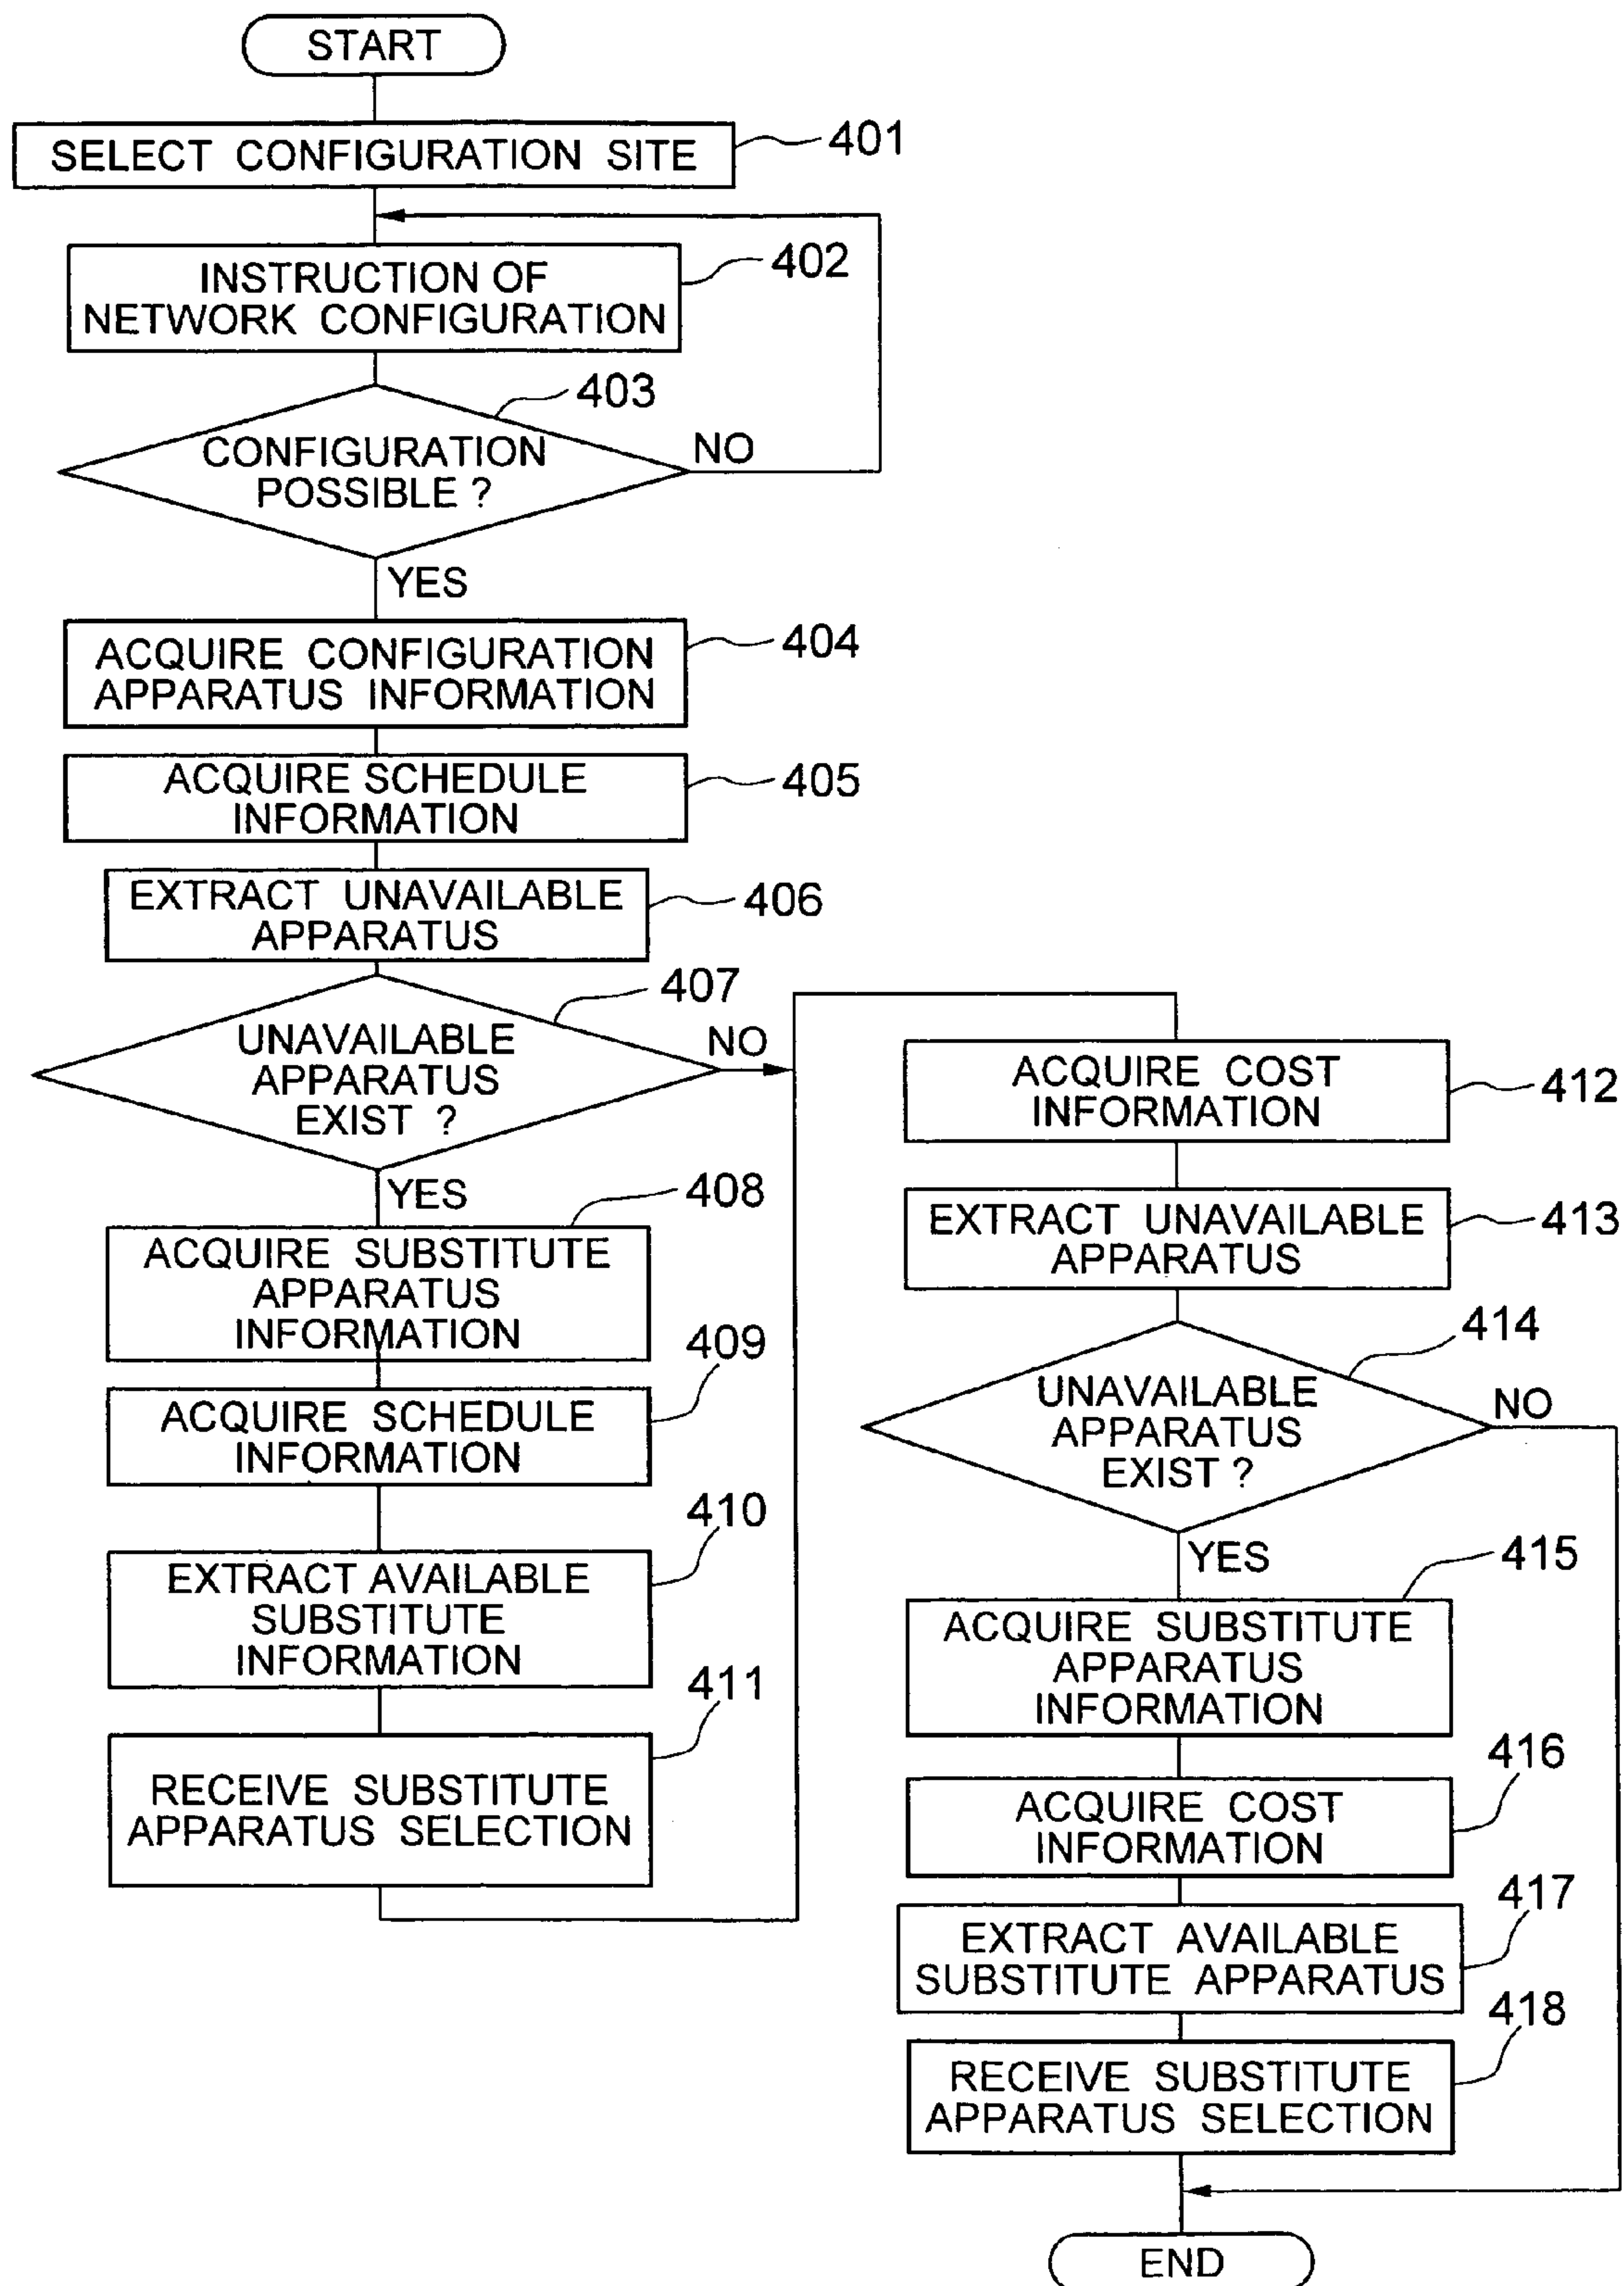 START
SELECT CONFIGURATION SITE
401
INSTRUCTION OF
NETWORK CONFIGURATION
402
403
CONFIGURATION
POSSIBLE ?
NO
YES
ACQUIRE CONFIGURATION
APPARATUS INFORMATION
404
ACQUIRE SCHEDULE
INFORMATION
405
EXTRACT UNAVAILABLE
APPARATUS
406
407
UNAVAILABLE
APPARATUS
EXIST ?
NO
YES
408
ACQUIRE SUBSTITUTE
APPARATUS
INFORMATION
409
ACQUIRE SCHEDULE
INFORMATION
410
EXTRACT AVAILABLE
SUBSTITUTE
INFORMATION
411
RECEIVE SUBSTITUTE
APPARATUS SELECTION
ACQUIRE COST
INFORMATION
412
EXTRACT UNAVAILABLE
APPARATUS
413
414
UNAVAILABLE
APPARATUS
EXIST ?
NO
YES
415
ACQUIRE SUBSTITUTE
APPARATUS
INFORMATION
416
ACQUIRE COST
INFORMATION
417
EXTRACT AVAILABLE
SUBSTITUTE APPARATUS
418
RECEIVE SUBSTITUTE
APPARATUS SELECTION
END